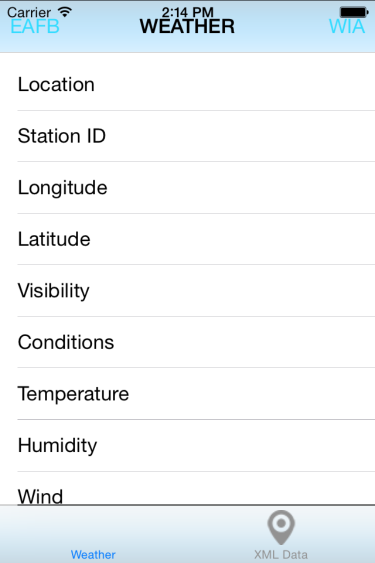 Carrier 2:14 PM
EAFB WEATHER WIA
Location
Station ID
Longitude
Latitude
Visibility
Conditions
Temperature
Humidity
Wind
Weather XML Data